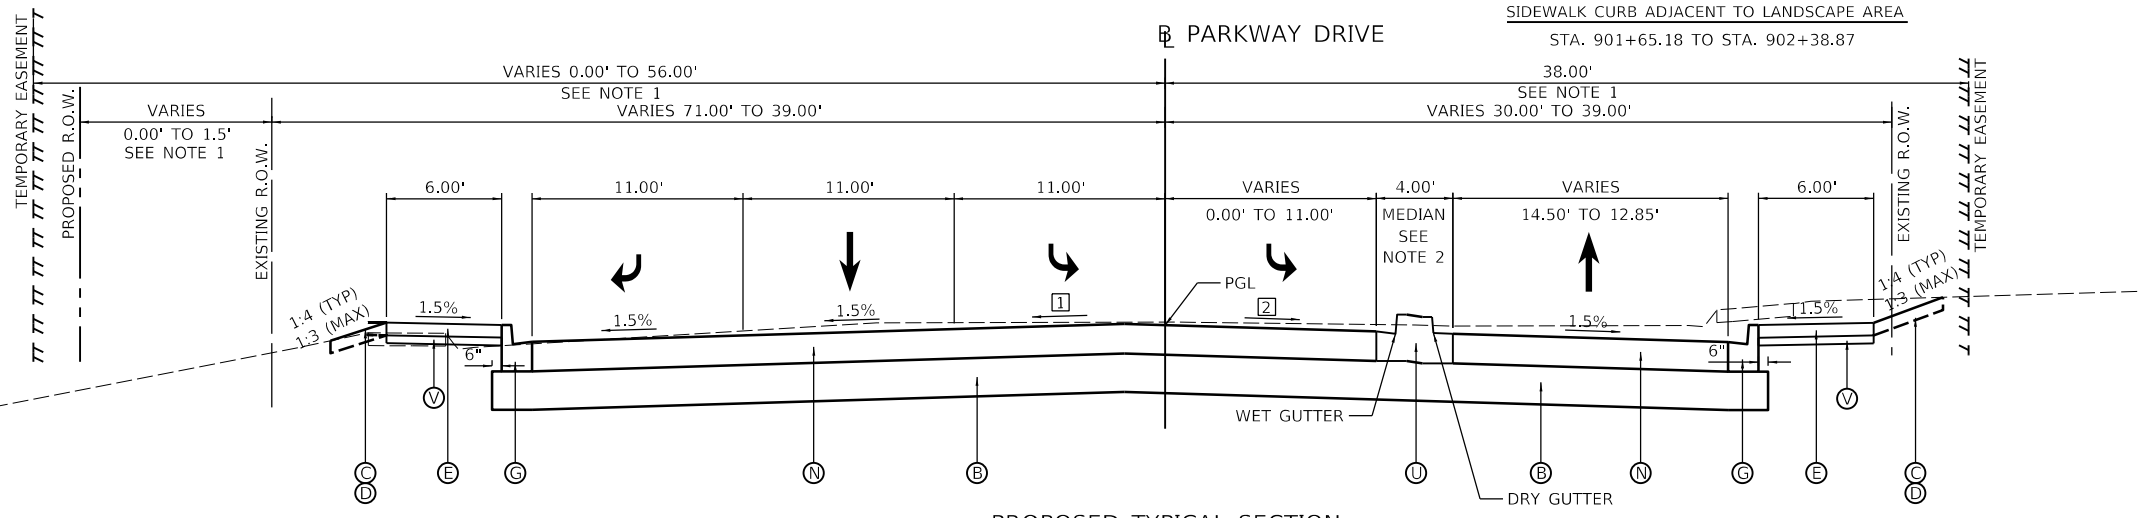 SIDEWALK CURB ADJACENT TO LANDSCAPE AREA
STA. 901+65.18 TO STA. 902+38.87
B L PARKWAY DRIVE
TEMPORARY EASEMENT
PROPOSED R.O.W.
EXISTING R.O.W.
VARIES 0.00' TO 56.00'
SEE NOTE 1
38.00'
SEE NOTE 1
VARIES
0.00' TO 1.5'
SEE NOTE 1
VARIES 71.00' TO 39.00'
VARIES 30.00' TO 39.00'
EXISTING R.O.W.
TEMPORARY EASEMENT
6.00'
11.00'
11.00'
11.00'
VARIES
0.00' TO 11.00'
4.00'
MEDIAN
SEE
NOTE 2
VARIES
14.50' TO 12.85'
6.00'
PGL
1:4 (TYP)
1:3 (MAX)
1.5%
1.5%
1.5%
1
2
1.5%
1.5%
1:4 (TYP)
1:3 (MAX)
6"
6"
V
V
WET GUTTER
DRY GUTTER
C
D
E
G
N
B
U
B
N
G
E
C
D
PROPOSED TYPICAL SECTION